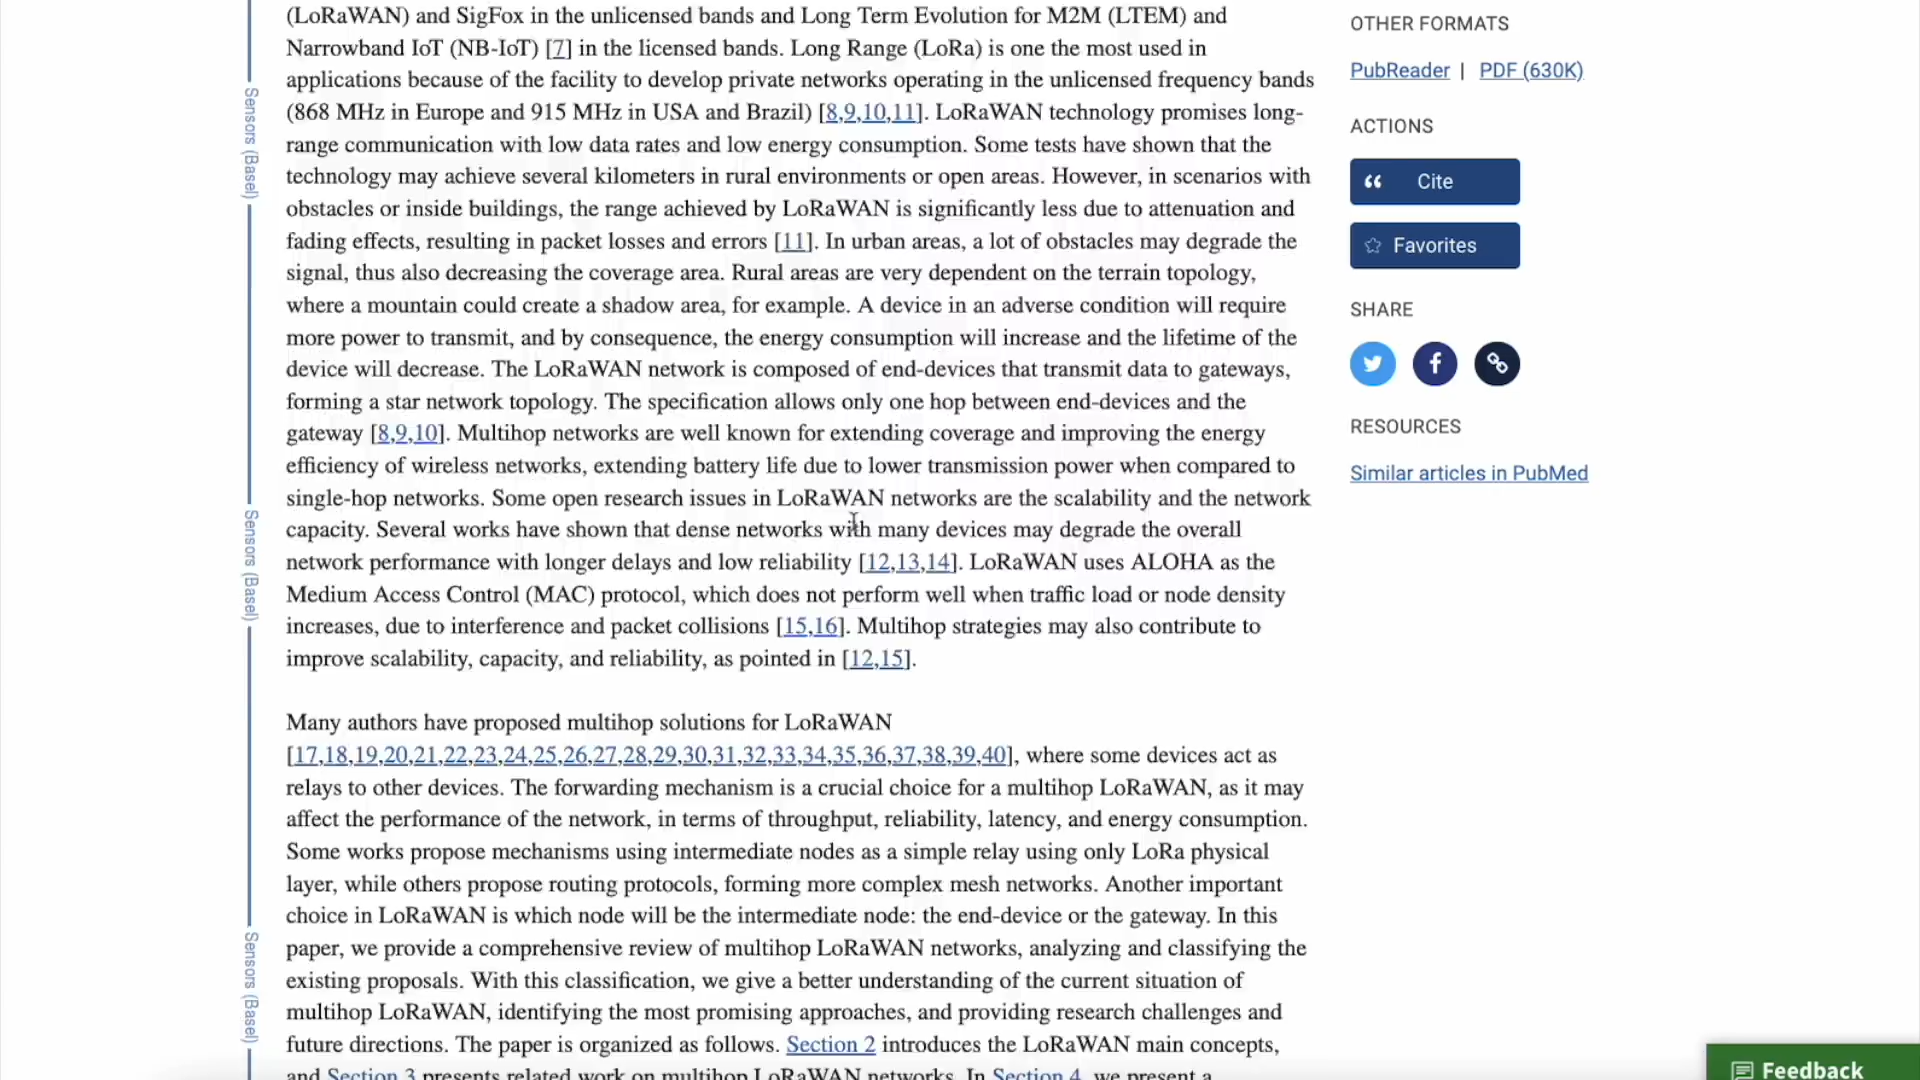 (LoRaWAN) and SigFox in the unlicensed bands and Long Term Evolution for M2M (LTEM) and
Narrowband IoT (NB-IoT) [7] in the licensed bands. Long Range (LoRa) is one the most used in
applications because of the facility to develop private networks operating in the unlicensed frequency bands
(868 MHz in Europe and 915 MHz in USA and Brazil) [8,9,10,11]. LoRaWAN technology promises long-
range communication with low data rates and low energy consumption. Some tests have shown that the
technology may achieve several kilometers in rural environments or open areas. However, in scenarios with
obstacles or inside buildings, the range achieved by LoRaWAN is significantly less due to attenuation and
fading effects, resulting in packet losses and errors [11]. In urban areas, a lot of obstacles may degrade the
signal, thus also decreasing the coverage area. Rural areas are very dependent on the terrain topology,
where a mountain could create a shadow area, for example. A device in an adverse condition will require
more power to transmit, and by consequence, the energy consumption will increase and the lifetime of the
device will decrease. The LoRaWAN network is composed of end-devices that transmit data to gateways,
forming a star network topology. The specification allows only one hop between end-devices and the
gateway [8,9,10]. Multihop networks are well known for extending coverage and improving the energy
efficiency of wireless networks, extending battery life due to lower transmission power when compared to
single-hop networks. Some open research issues in LoRaWAN networks are the scalability and the network
capacity. Several works have shown that dense networks with many devices may degrade the overall
network performance with longer delays and low reliability [12,13,14]. LoRaWAN uses ALOHA as the
Medium Access Control (MAC) protocol, which does not perform well when traffic load or node density
increases, due to interference and packet collisions [15,16]. Multihop strategies may also contribute to
improve scalability, capacity, and reliability, as pointed in [12,15].
Many authors have proposed multihop solutions for LoRaWAN
[17,18,19,20,21,22,23,24,25,26,27,28,29,30,31,32,33,34,35,36,37,38,39,40], where some devices act as
relays to other devices. The forwarding mechanism is a crucial choice for a multihop LoRaWAN, as it may
affect the performance of the network, in terms of throughput, reliability, latency, and energy consumption.
Some works propose mechanisms using intermediate nodes as a simple relay using only LoRa physical
layer, while others propose routing protocols, forming more complex mesh networks. Another important
choice in LoRaWAN is which node will be the intermediate node: the end-device or the gateway. In this
paper, we provide a comprehensive review of multihop LoRaWAN networks, analyzing and classifying the
existing proposals. With this classification, we give a better understanding of the current situation of
multihop LoRaWAN, identifying the most promising approaches, and providing research challenges and
future directions. The paper is organized as follows. Section 2 introduces the LoRaWAN main concepts,
and Section 3 presents related work on multihop LoRaWAN networks. In Section 4, we present a
Sensors (Basel)
Sensors (Basel)
Sensors (Basel)
OTHER FORMATS
PubReader | PDF (630K)
ACTIONS
Cite
Favorites
SHARE
RESOURCES
Similar articles in PubMed
Feedback